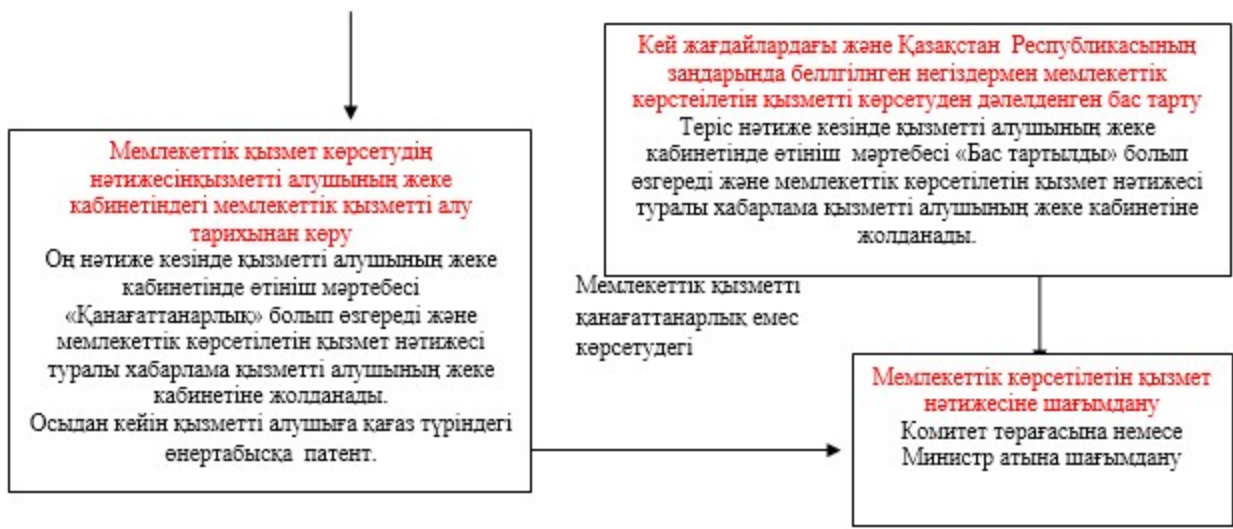 Мемлекеттік қызмет көрсетудің
нәтижесінқызметті алушының жеке
кабинетіндегі мемлекеттік қызметті алу
тарихынан көру
Оң нәтиже кезінде қызметті алушының жеке
кабинетінде өтініш мәртебесі
«Қанағаттанарлық» болып өзгереді және
мемлекеттік көрсетілетін қызмет нәтижесі
туралы хабарлама қызметті алушының жеке
кабинетіне жолданады.
Осыдан кейін қызметті алушыға қағаз түріндегі
өнертабысқа патент.
Кей жағдайлардағы және Қазақстан Республикасының
заңдарында беллгілнген негіздермен мемлекеттік
көрстеілетін қызметті көрсетуден дәлелденген бас тарту
Теріс нәтиже кезінде қызметті алушының жеке
кабинетінде өтініш мәртебесі «Бас тартылды» болып
өзгереді және мемлекеттік көрсетілетін қызмет нәтижесі
туралы хабарлама қызметті алушының жеке кабинетіне
жолданады.
Мемлекеттік қызметті
қанағаттанарлық емес
көрсетудегі
Мемлекеттік көрсетілетін қызмет
нәтижесіне шағымдану
Комитет төрағасына немесе
Министр атына шағымдану